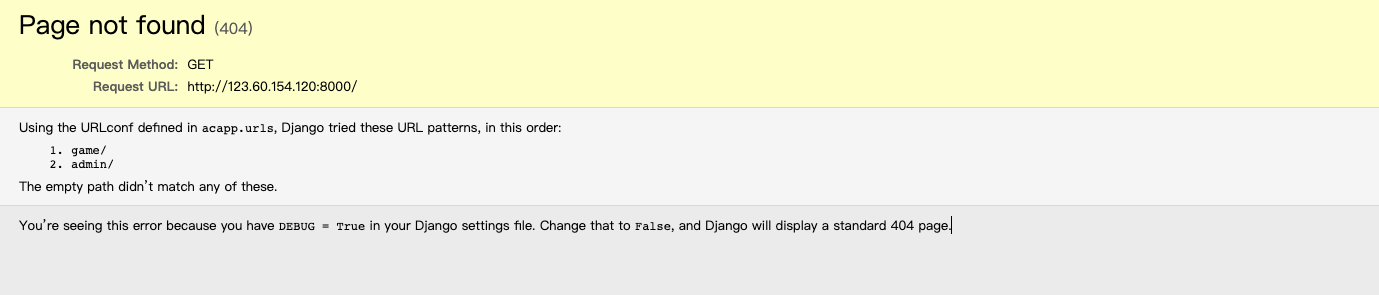 Page not found (404)
Request Method: GET
Request URL: http://123.60.154.120:8000/
Using the URLconf defined in acapp.urls, Django tried these URL patterns, in this order:
1. game/
2. admin/
The empty path didn’t match any of these.
You’re seeing this error because you have DEBUG = True in your Django settings file. Change that to False, and Django will display a standard 404 page.